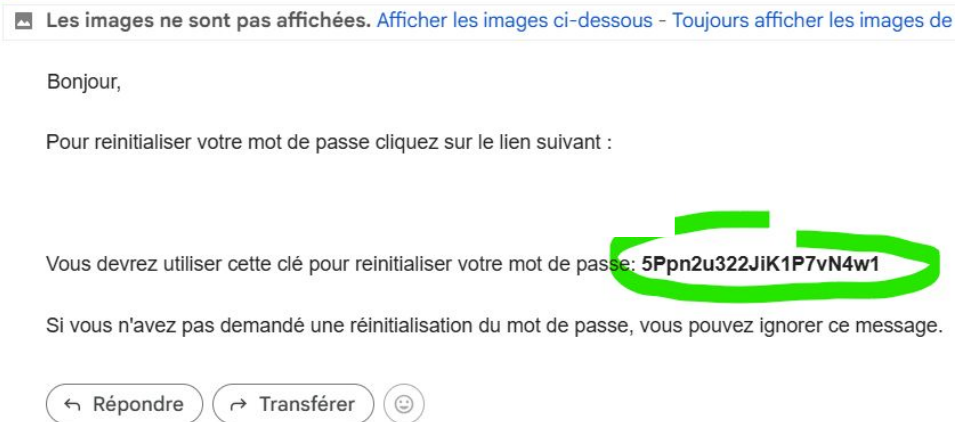 Les images ne sont pas affichées. Afficher les images ci-dessous - Toujours afficher les images de
Bonjour,
Pour reinitialiser votre mot de passe cliquez sur le lien suivant :
Vous devrez utiliser cette clé pour reinitialiser votre mot de passe: 5Ppn2u322JiK1P7vN4w1
Si vous n'avez pas demandé une réinitialisation du mot de passe, vous pouvez ignorer ce message.
Répondre Transférer